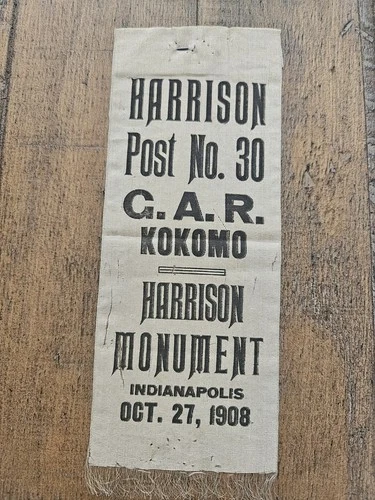 HARRISON
Post No. 30
G. A. R.
KOKOMO
HARRISON
MONUMENT
INDIANAPOLIS
OCT. 27, 1908